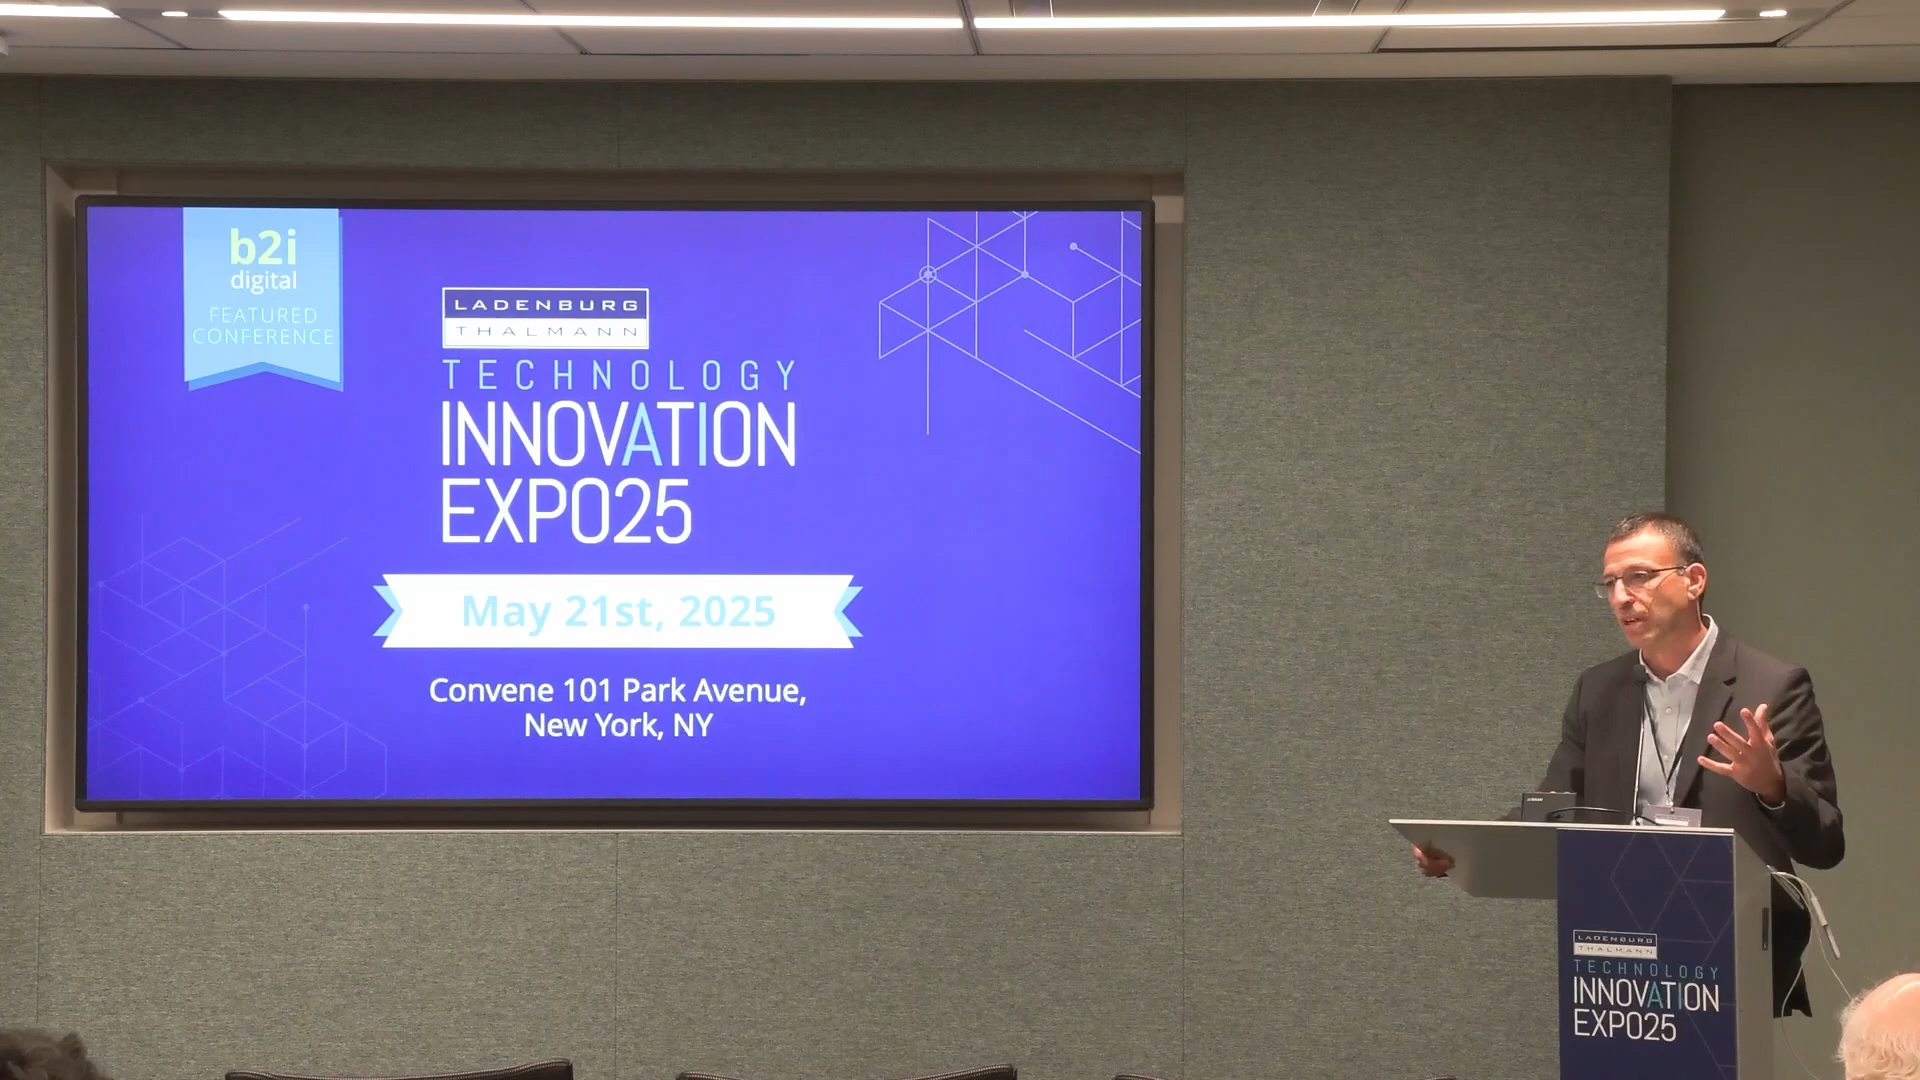 b2i
digital
FEATURED
CONFERENCE
LADENBURG
THALMANN
TECHNOLOGY
INNOVATION
EXPO25
May 21st, 2025
Convene 101 Park Avenue,
New York, NY
LADENBURG
THALMANN
TECHNOLOGY
INNOVATION
EXPO25